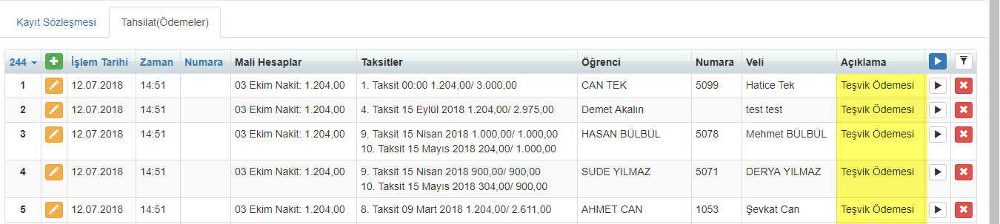 Kayıt Sözleşmesi Tahsilat(Ödemeler)
244 İşlem Tarihi Zaman Numara Mali Hesaplar Taksitler Öğrenci Numara Veli Açıklama
1 12.07.2018 14:51 03 Ekim Nakit: 1.204,00 1. Taksit 00:00 1.204,00/ 3.000,00 CAN TEK 5099 Hatice Tek Teşvik Ödemesi
2 12.07.2018 14:51 03 Ekim Nakit: 1.204,00 4. Taksit 15 Eylül 2018 1.204,00/ 2.975,00 Demet Akalın test test Teşvik Ödemesi
3 12.07.2018 14:51 03 Ekim Nakit: 1.204,00 9. Taksit 15 Nisan 2018 1.000,00/ 1.000,00 HASAN BÜLBÜL 5078 Mehmet BÜLBÜL Teşvik Ödemesi
10. Taksit 15 Mayıs 2018 204,00/ 1.000,00
4 12.07.2018 14:51 03 Ekim Nakit: 1.204,00 9. Taksit 15 Nisan 2018 900,00/ 900,00 SUDE YILMAZ 5071 DERYA YILMAZ Teşvik Ödemesi
10. Taksit 15 Mayıs 2018 304,00/ 900,00
5 12.07.2018 14:51 03 Ekim Nakit: 1.204,00 8. Taksit 09 Mart 2018 1.204,00/ 2.611,00 AHMET CAN 1053 Şevkat Can Teşvik Ödemesi